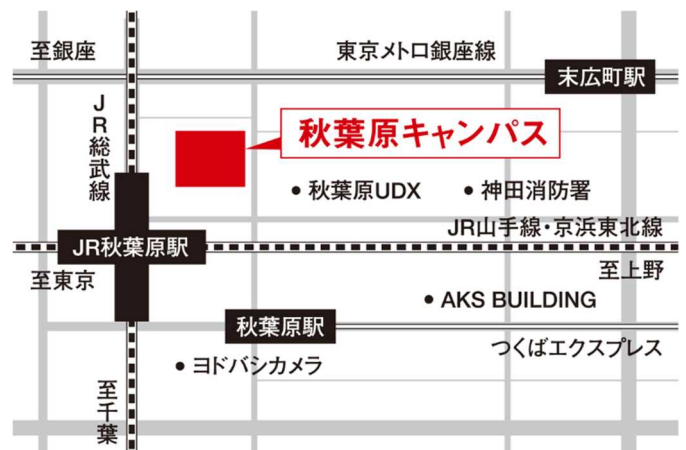 至銀座
東京メトロ銀座線
末広町駅
JR総武線
秋葉原キャンパス
秋葉原UDX
神田消防署
JR山手線・京浜東北線
JR秋葉原駅
至東京
至上野
AKS BUILDING
秋葉原駅
つくばエクスプレス
ヨドバシカメラ
至千葉